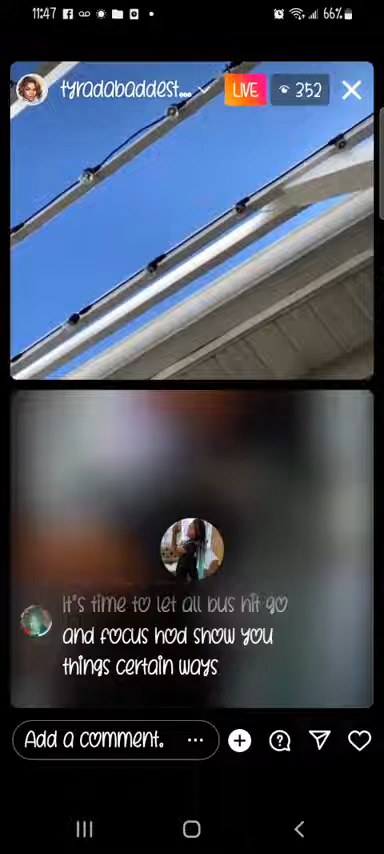 11:47
66%
tyradabaddest...
LIVE
352
It's time to let all bus hit go
and focus hod show you
things certain ways
Add a comment.